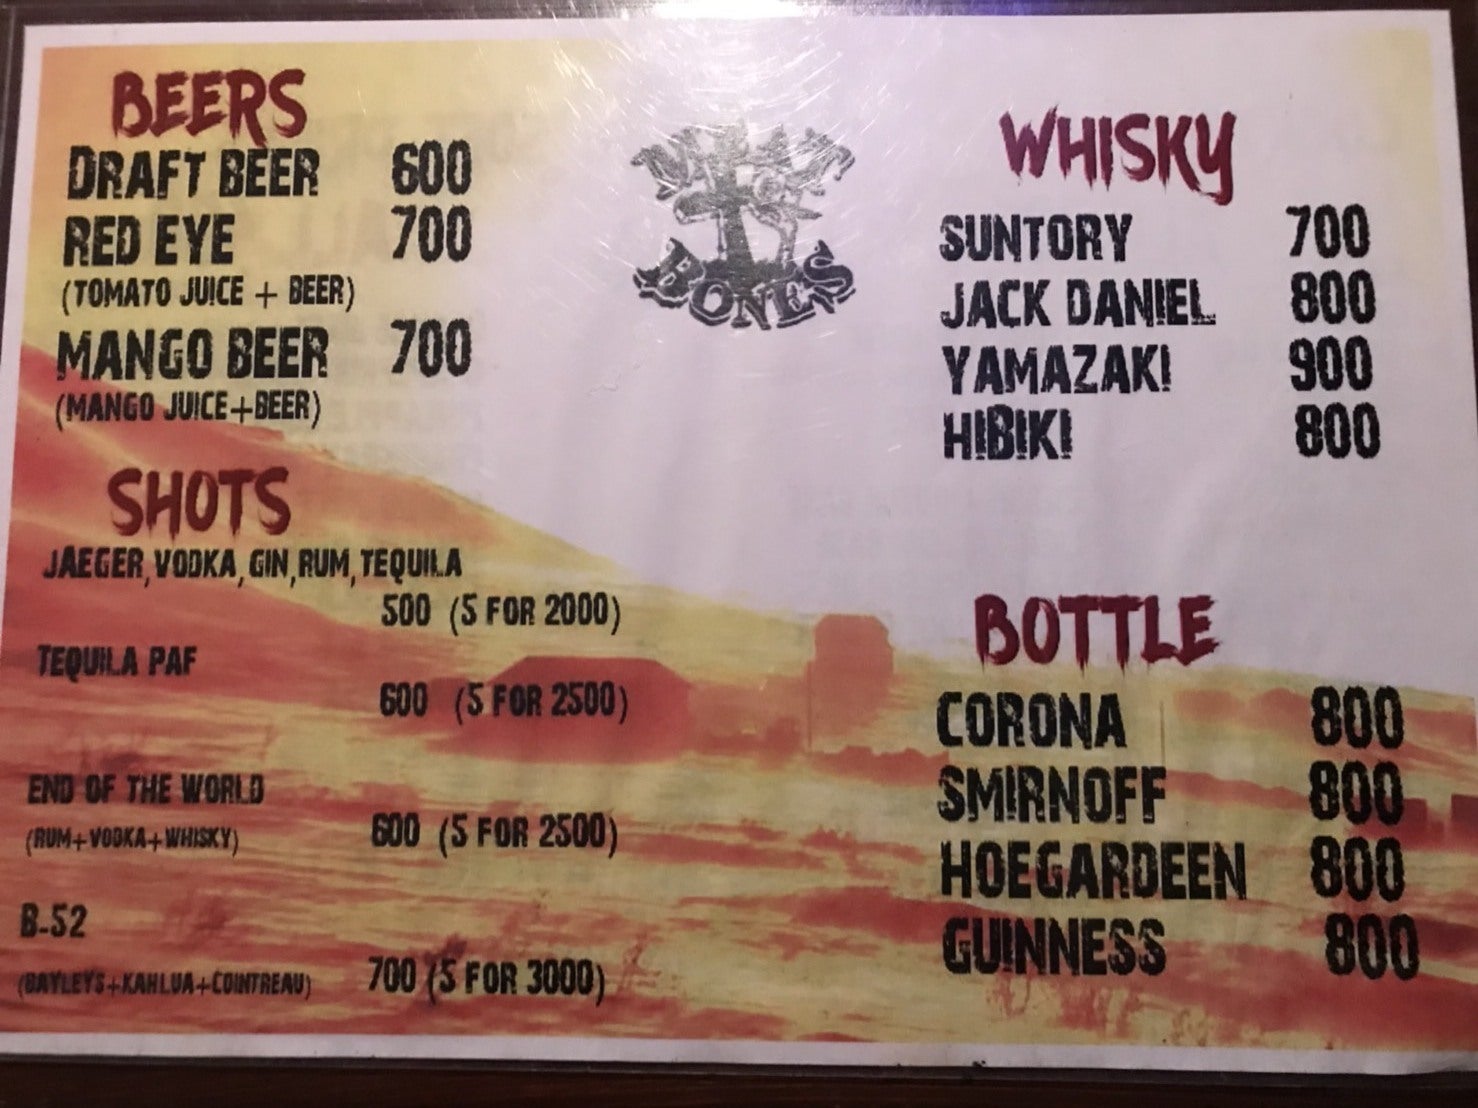 BEERS
DRAFT BEER 600
RED EYE 700
(TOMATO JUICE + BEER)
MANGO BEER 700
(MANGO JUICE+BEER)
SHOTS
JAEGER, VODKA, GIN, RUM, TEQUILA
500 (5 FOR 2000)
TEQUILA PAF
600 (5 FOR 2500)
END OF THE WORLD
(RUM+VODKA+WHISKY) 600 (5 FOR 2500)
B-52
(BAYLEYS+KAHLUA+COINTREAU) 700 (5 FOR 3000)
MEAT
BONES
WHISKY
SUNTORY 700
JACK DANIEL 800
YAMAZAKI 900
HIBIKI 800
BOTTLE
CORONA 800
SMIRNOFF 800
HOEGARDEEN 800
GUINNESS 800